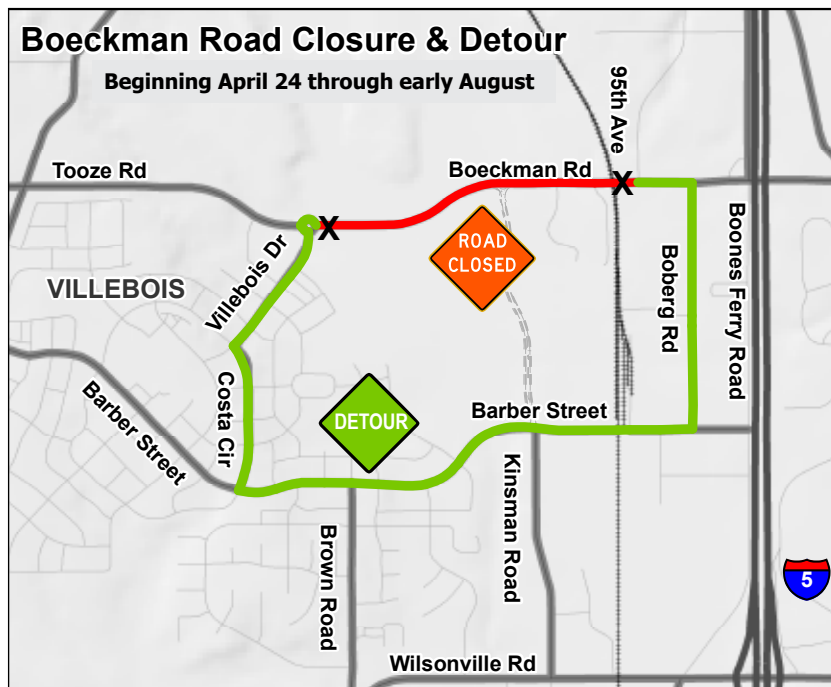 Boeckman Road Closure & Detour
Beginning April 24 through early August
95th Ave
Tooze Rd
Boeckman Rd
X
X
ROAD
CLOSED
Villebois Dr
VILLEBOIS
Boberg Rd
Boones Ferry Road
Barber Street
Costa Cir
DETOUR
Barber Street
Kinsman Road
Brown Road
5
Wilsonville Rd